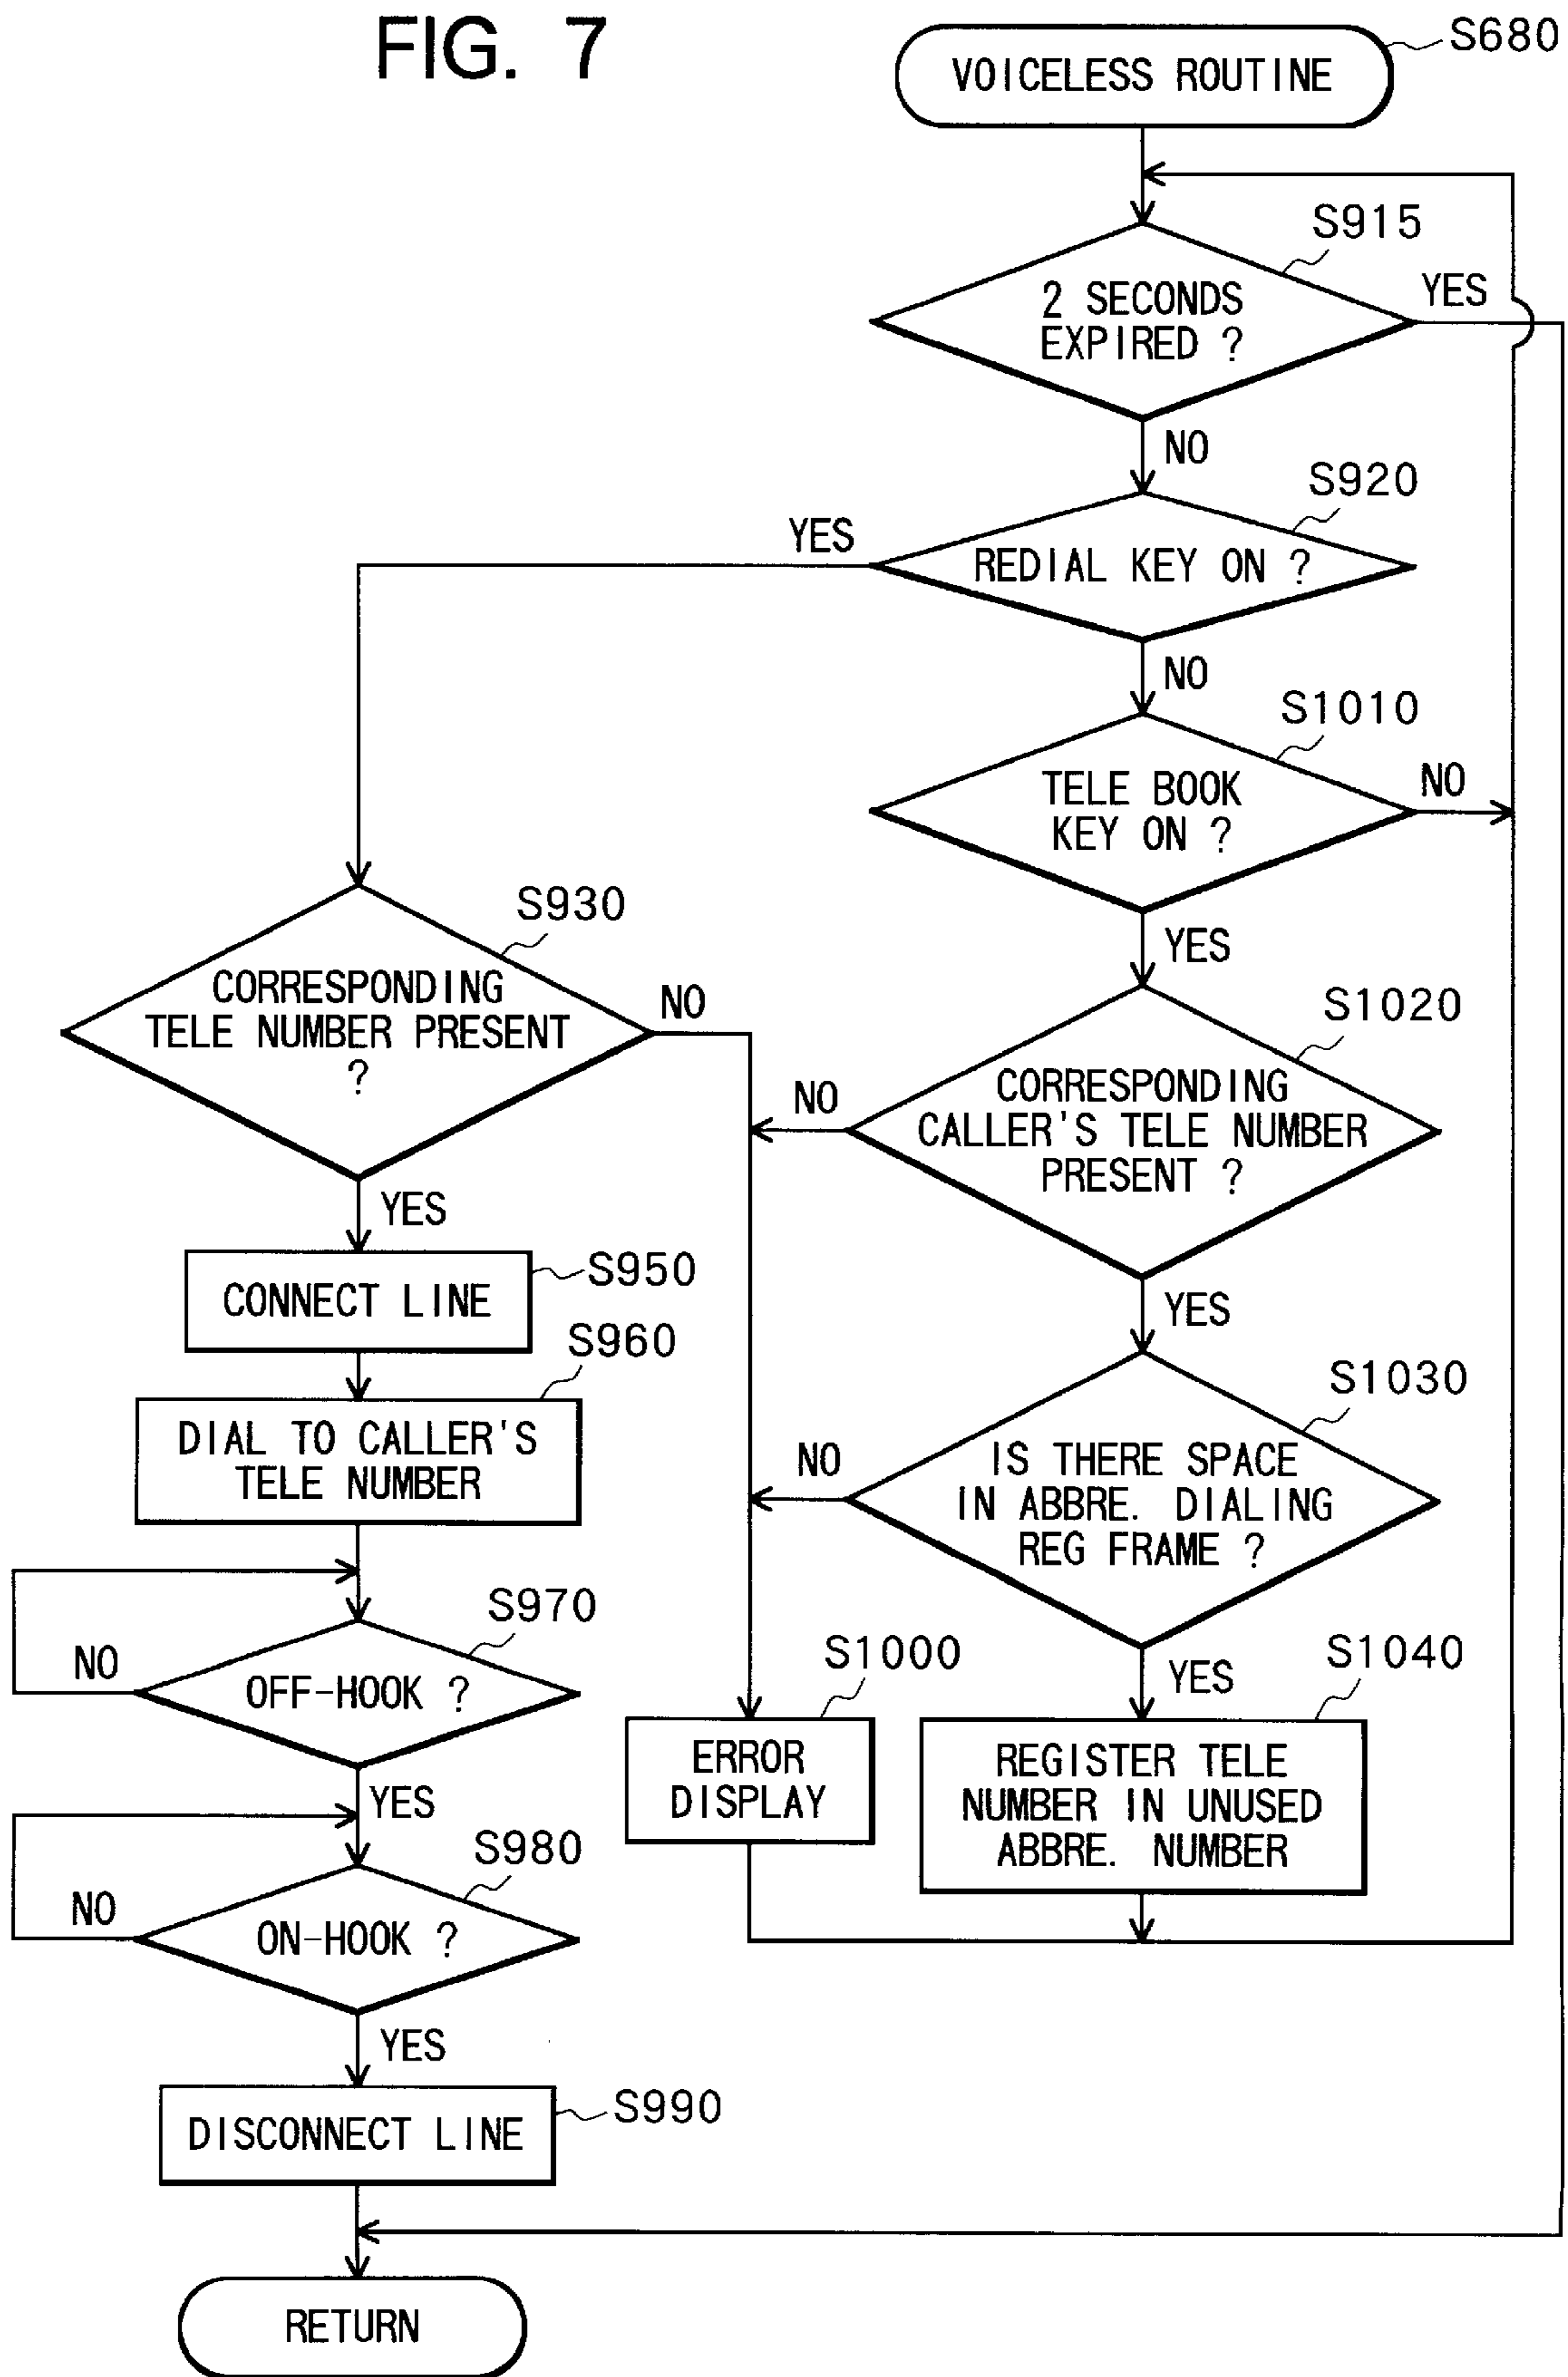 FIG. 7
VOICELESS ROUTINE
S680
S915
2 SECONDS
EXPIRED ?
YES
NO
S920
REDIAL KEY ON ?
YES
NO
S1010
TELE BOOK
KEY ON ?
NO
YES
S930
CORRESPONDING
TELE NUMBER PRESENT
?
NO
YES
S1020
CORRESPONDING
CALLER'S TELE NUMBER
PRESENT ?
NO
YES
S950
CONNECT LINE
S960
DIAL TO CALLER'S
TELE NUMBER
S1030
IS THERE SPACE
IN ABBRE. DIALING
REG FRAME ?
NO
YES
S970
OFF-HOOK ?
NO
YES
S1000
ERROR
DISPLAY
S1040
REGISTER TELE
NUMBER IN UNUSED
ABBRE. NUMBER
S980
ON-HOOK ?
NO
YES
S990
DISCONNECT LINE
RETURN